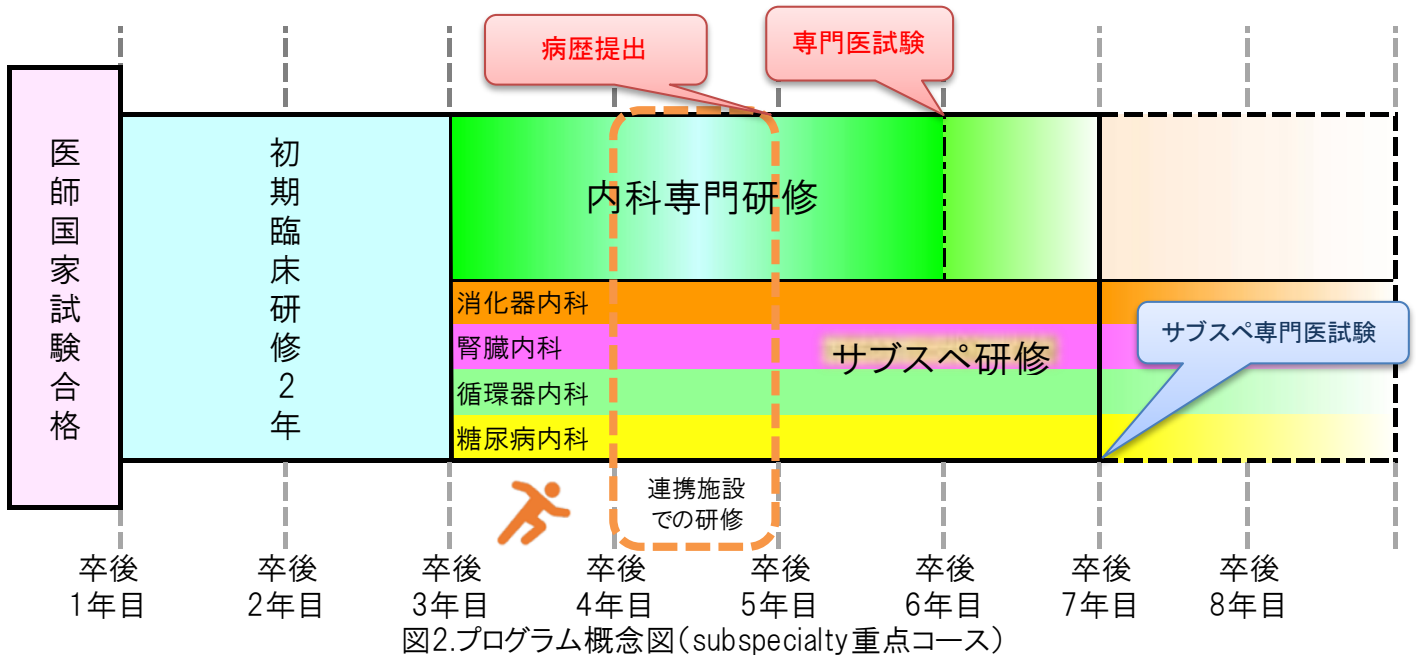 病歴提出
専門医試験
医師国家試験合格
初期臨床研修2年
内科専門研修
消化器内科
腎臓内科
サブスペ研修
循環器内科
糖尿病内科
サブスペ専門医試験
連携施設
での研修
卒後
1年目
卒後
2年目
卒後
3年目
卒後
4年目
卒後
5年目
卒後
6年目
卒後
7年目
卒後
8年目
図2.プログラム概念図（subspecialty重点コース）